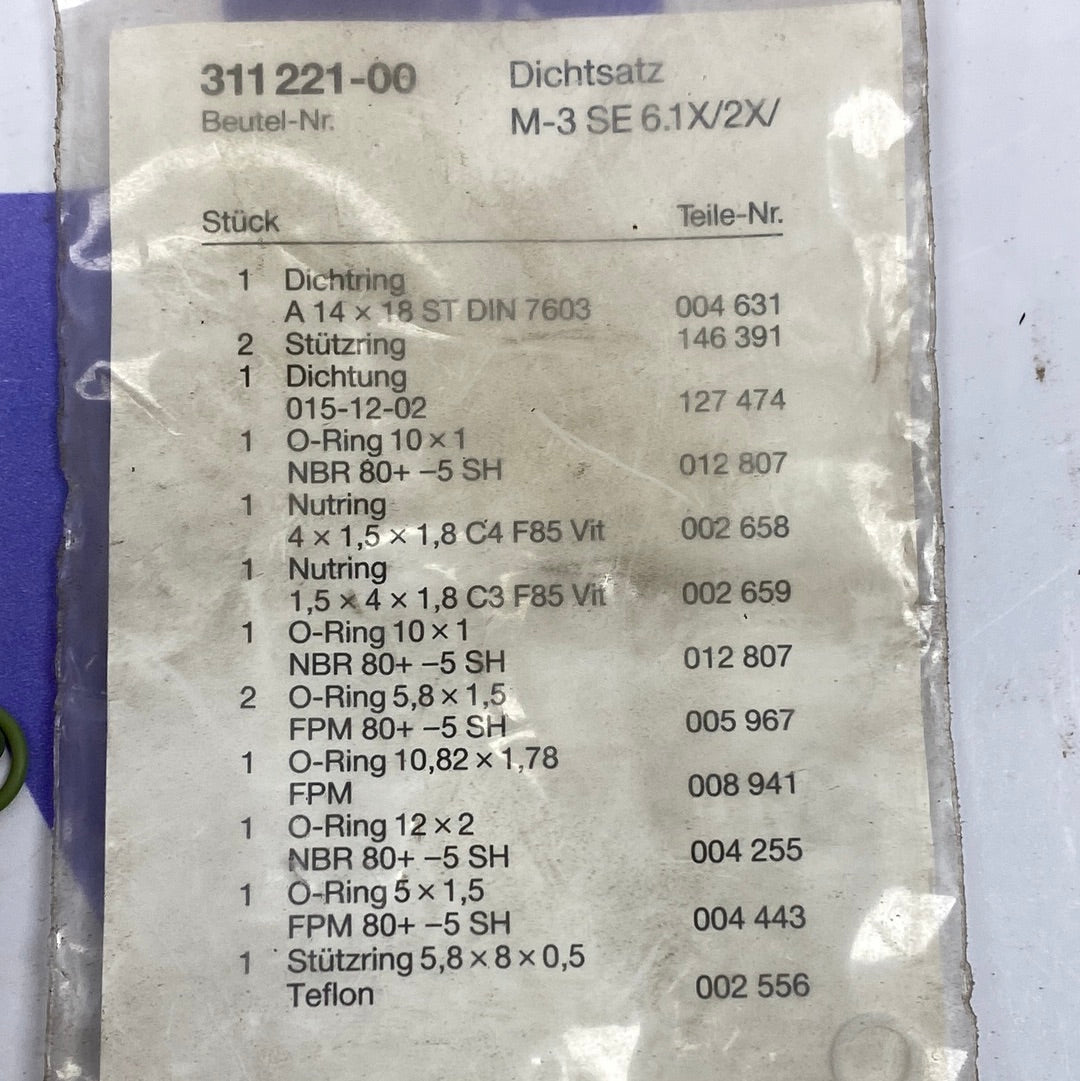 311 221-00 Dichtsatz
Beutel-Nr. M-3 SE 6.1X/2X/
Stück Teile-Nr.
1 Dichtring
A 14 × 18 ST DIN 7603 004 631
2 Stützring 146 391
1 Dichtung
015-12-02 127 474
1 O-Ring 10 × 1
NBR 80+ –5 SH 012 807
1 Nutring
4 × 1,5 × 1,8 C4 F85 Vit 002 658
1 Nutring
1,5 × 4 × 1,8 C3 F85 Vit 002 659
1 O-Ring 10 × 1
NBR 80+ –5 SH 012 807
2 O-Ring 5,8 × 1,5
FPM 80+ –5 SH 005 967
1 O-Ring 10,82 × 1,78
FPM 008 941
1 O-Ring 12 × 2
NBR 80+ –5 SH 004 255
1 O-Ring 5 × 1,5
FPM 80+ –5 SH 004 443
1 Stützring 5,8 × 8 × 0,5
Teflon 002 556